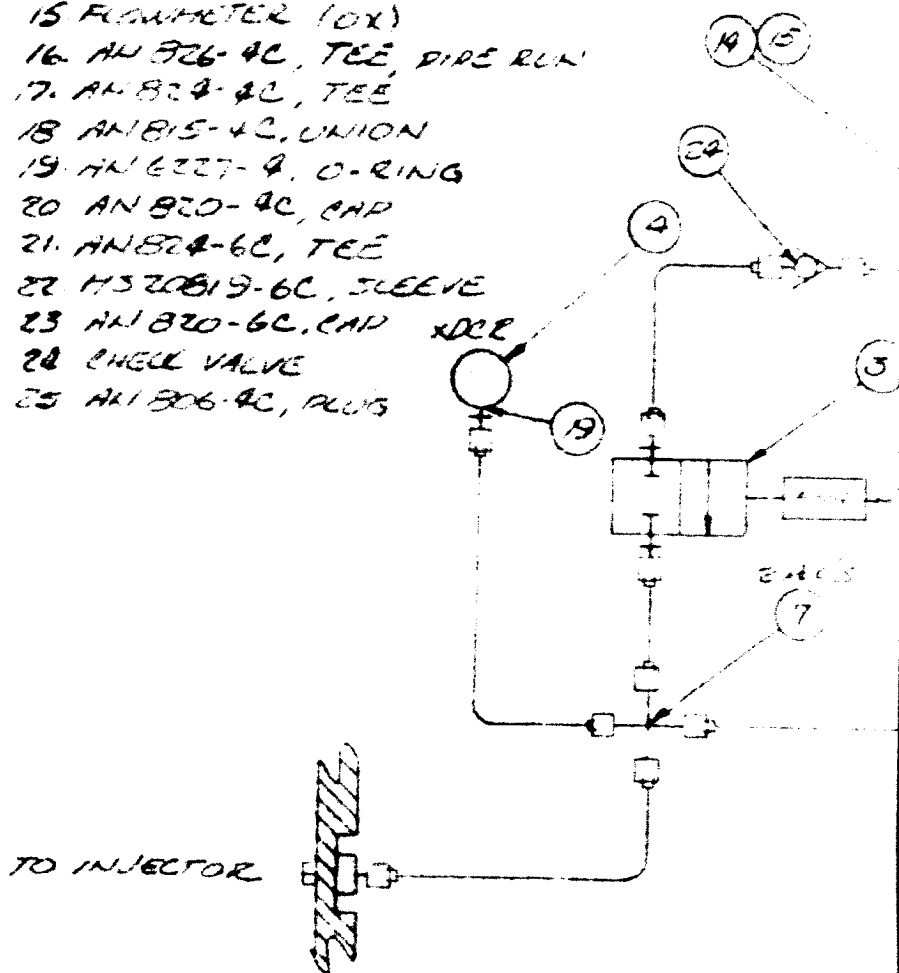 15 FLOWMETER (OX)
16. AN 826-4C, TEE, PIPE RUN
17. AN 824-4C, TEE
18 AN 815-4C, UNION
19. AN 6227-4, O-RING
20 AN 820-4C, CAP
21. AN 824-6C, TEE
22 MS20819-6C, SLEEVE
23 AN 820-6C, CAP
24 CHECK VALVE
25 AN 806-4C, PLUG
14 15
24
4
XDCR
3
19
7
TO INJECTOR